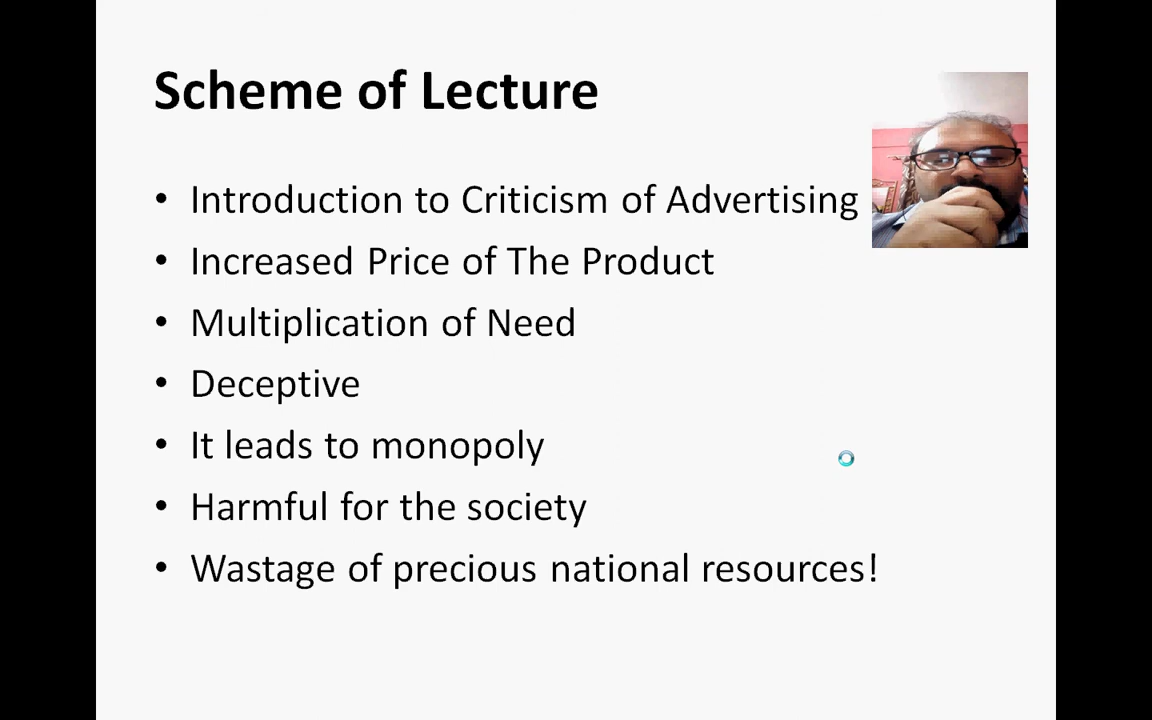 Scheme of Lecture
• Introduction to Criticism of Advertising
• Increased Price of The Product
• Multiplication of Need
• Deceptive
• It leads to monopoly
• Harmful for the society
• Wastage of precious national resources!